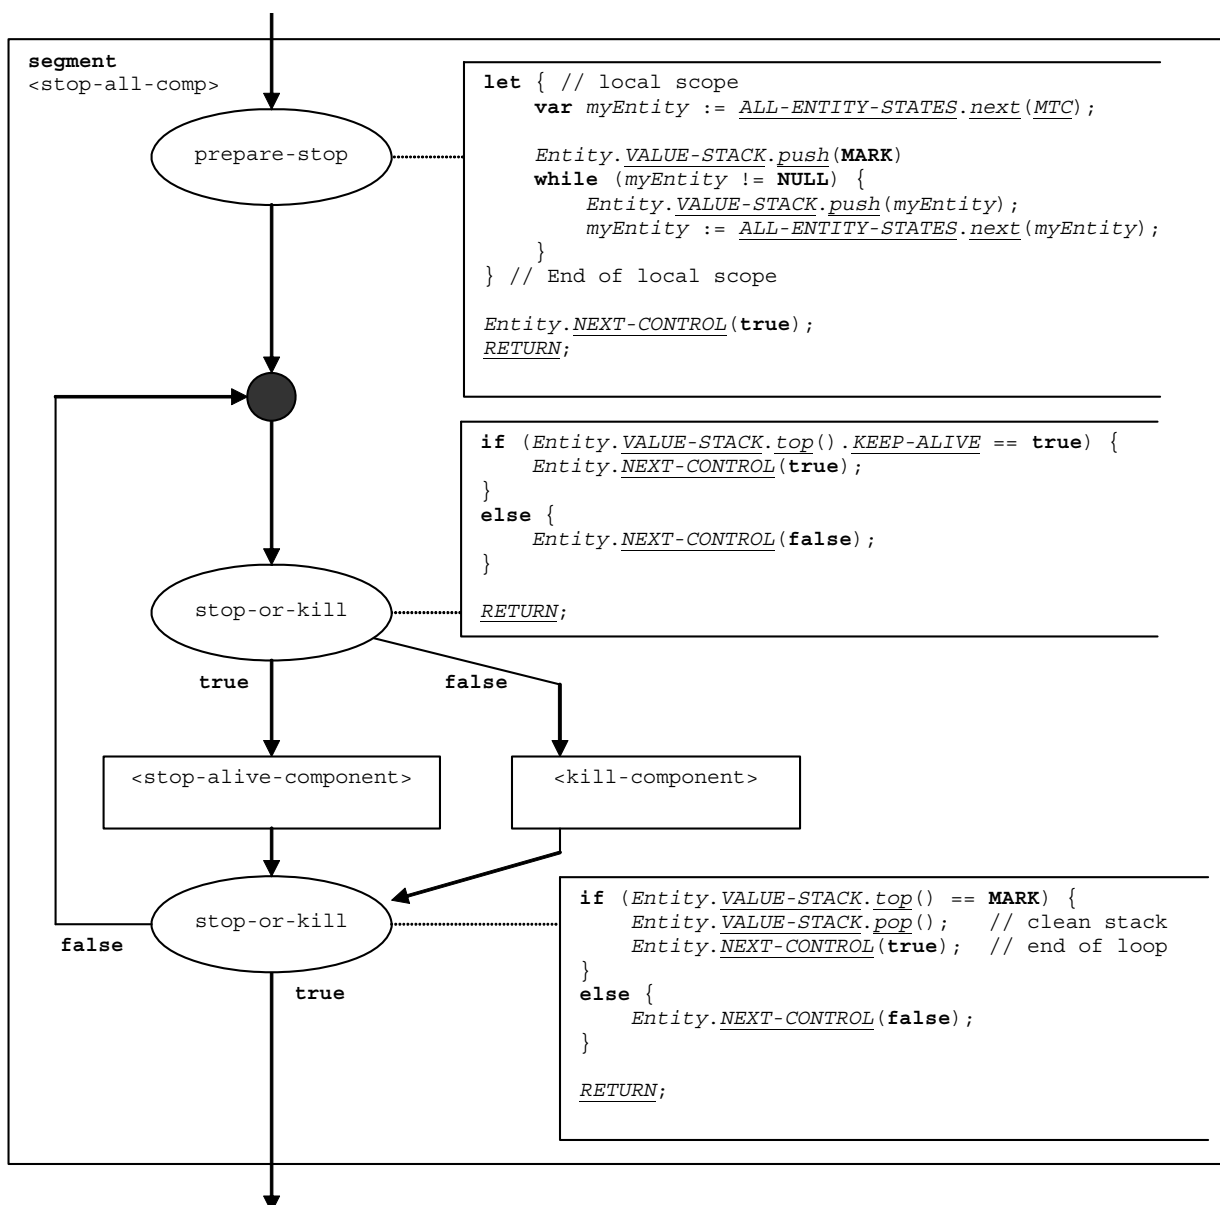 segment
<stop-all-comp>
let { // local scope
var myEntity := ALL-ENTITY-STATES.next(MTC);
prepare-stop
Entity.VALUE-STACK.push(MARK)
while (myEntity != NULL) {
Entity.VALUE-STACK.push(myEntity);
myEntity := ALL-ENTITY-STATES.next(myEntity);
}
} // End of local scope
Entity.NEXT-CONTROL(true);
RETURN;
if (Entity.VALUE-STACK.top().KEEP-ALIVE == true) {
Entity.NEXT-CONTROL(true);
}
else {
Entity.NEXT-CONTROL(false);
}
stop-or-kill
RETURN;
true
false
<stop-alive-component>
<kill-component>
if (Entity.VALUE-STACK.top() == MARK) {
Entity.VALUE-STACK.pop(); // clean stack
Entity.NEXT-CONTROL(true); // end of loop
}
else {
Entity.NEXT-CONTROL(false);
}
RETURN;
stop-or-kill
false
true